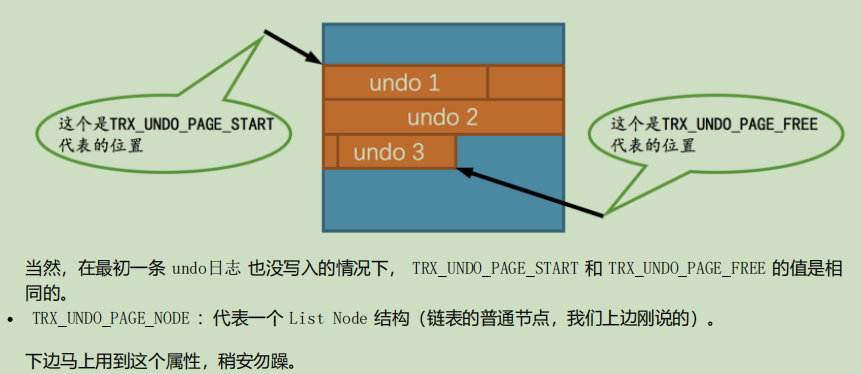 undo 1
这个是TRX_UNDO_PAGE_START
代表的位置
undo 2
这个是TRX_UNDO_PAGE_FREE
代表的位置
undo 3
当然，在最初一条 undo日志 也没写入的情况下， TRX_UNDO_PAGE_START 和 TRX_UNDO_PAGE_FREE 的值是相
同的。
• TRX_UNDO_PAGE_NODE ：代表一个 List Node 结构（链表的普通节点，我们上边刚说的）。
下边马上用到这个属性，稍安勿躁。